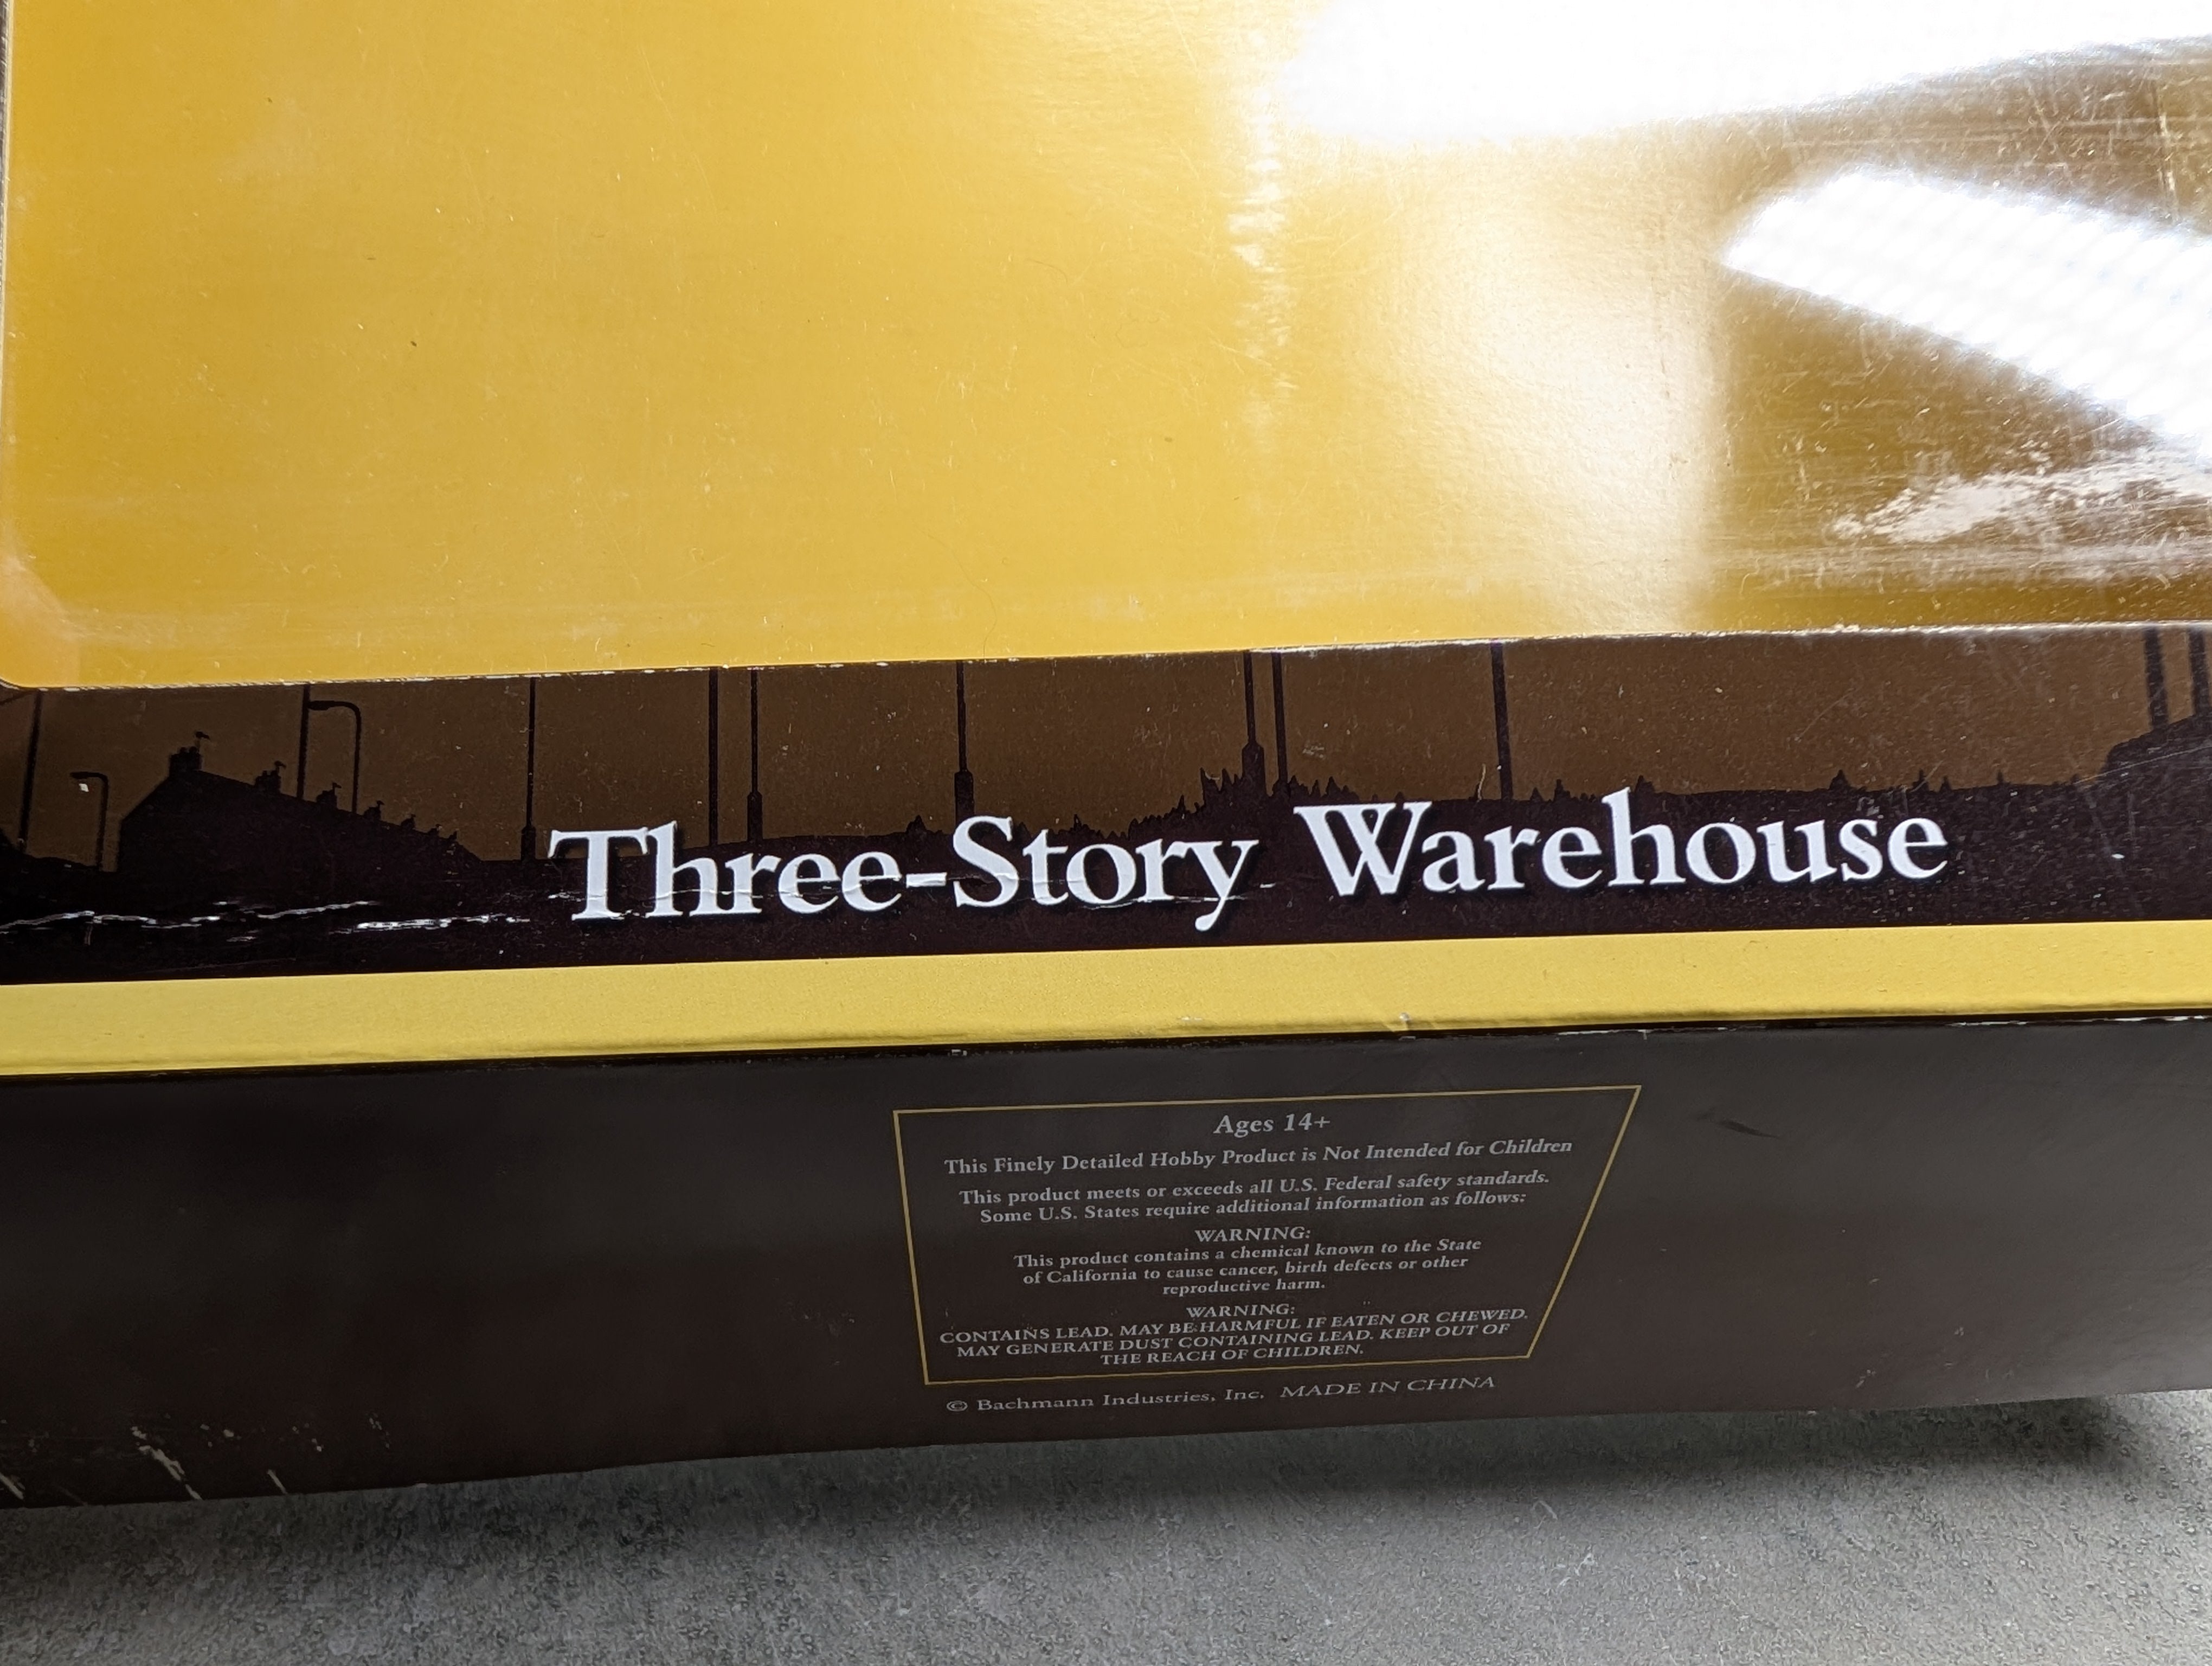 Three-Story Warehouse
Ages 14+
This Finely Detailed Hobby Product is Not Intended for Children
This product meets or exceeds all U.S. Federal safety standards.
Some U.S. States require additional information as follows:
WARNING:
This product contains a chemical known to the State
of California to cause cancer, birth defects or other
reproductive harm.
WARNING:
CONTAINS LEAD. MAY BE HARMFUL IF EATEN OR CHEWED.
MAY GENERATE DUST CONTAINING LEAD. KEEP OUT OF
THE REACH OF CHILDREN.
© Bachmann Industries, Inc. MADE IN CHINA